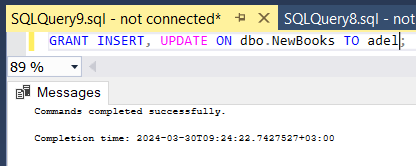 SQLQuery9.sql - not connected* SQLQuery8.sql - not
GRANT INSERT, UPDATE ON dbo.NewBooks TO adel;
89 %
Messages
Commands completed successfully.
Completion time: 2024-03-30T09:24:22.7427527+03:00